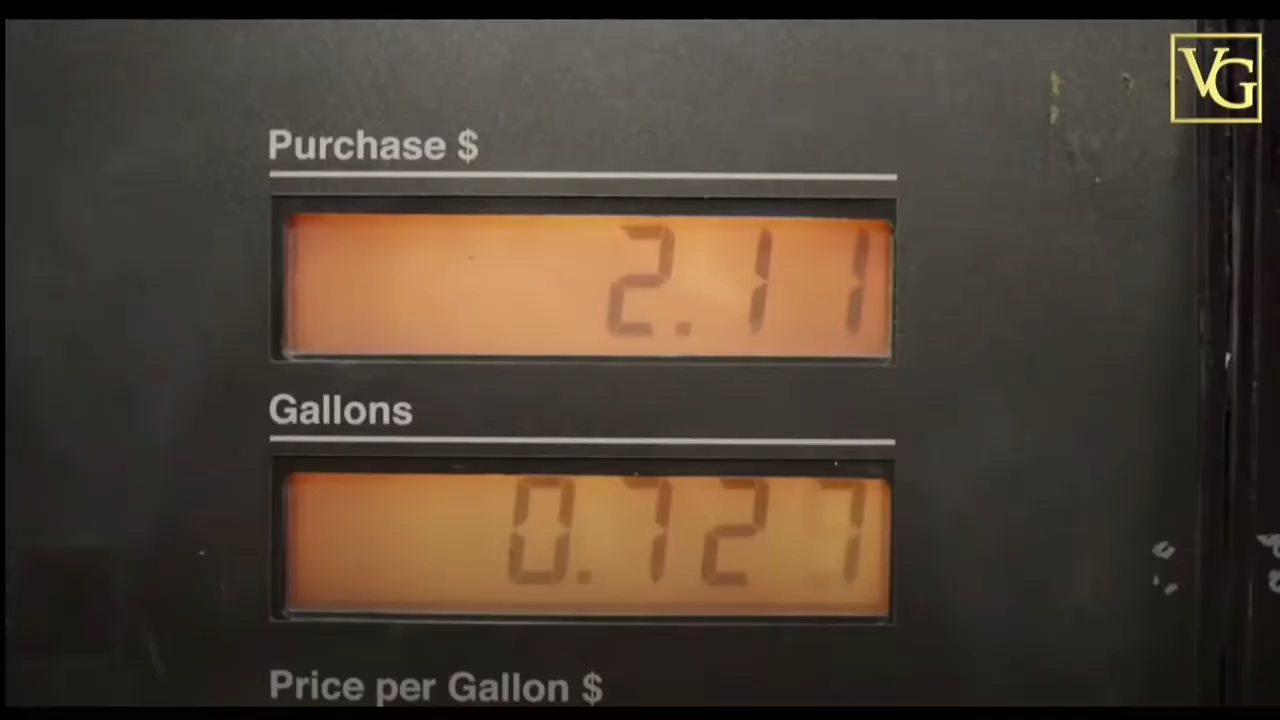 VG
Purchase $
2.11
Gallons
0.727
Price per Gallon $